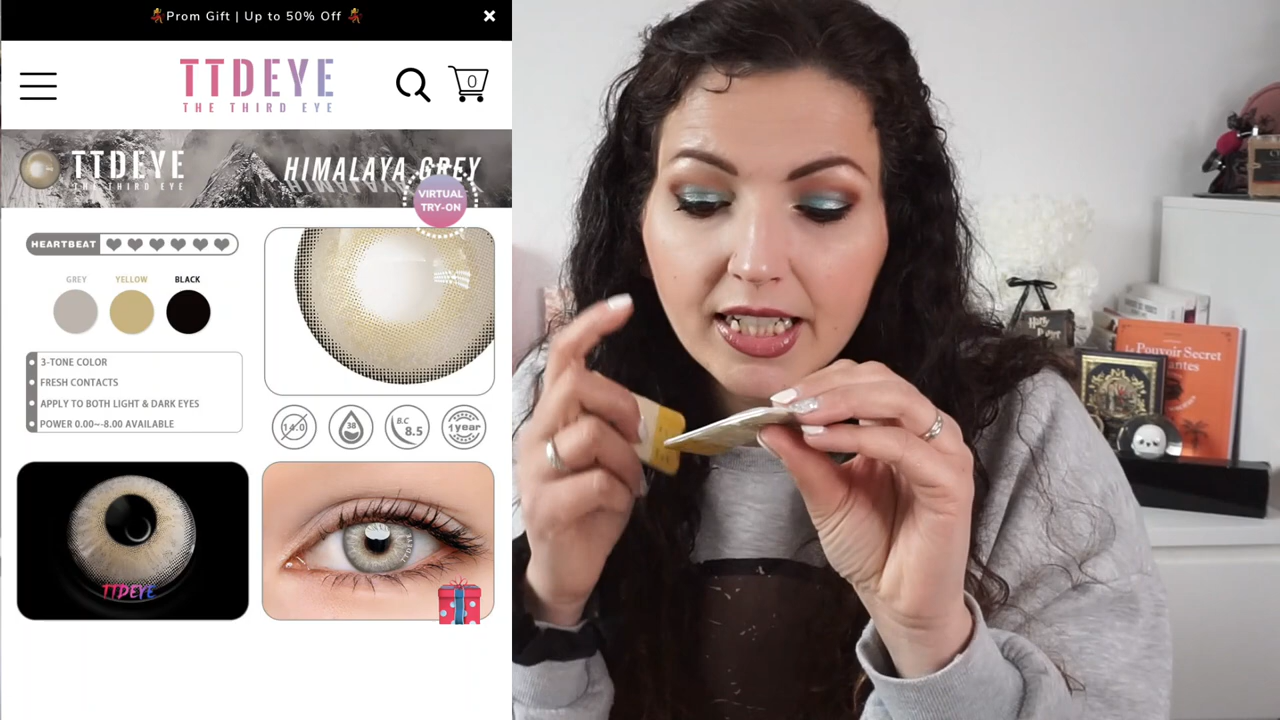 Prom Gift | Up to 50% Off
TTDEYE
THE THIRD EYE
0
TTDEYE
THE THIRD EYE
HIMALAYA GREY
VIRTUAL
TRY-ON
HEARTBEAT
GREY
YELLOW
BLACK
3-TONE COLOR
FRESH CONTACTS
APPLY TO BOTH LIGHT & DARK EYES
POWER 0.00~-8.00 AVAILABLE
14.0
38
B.C
8.5
1year
TTDEYE
Harry
Le Pouvoir Secret